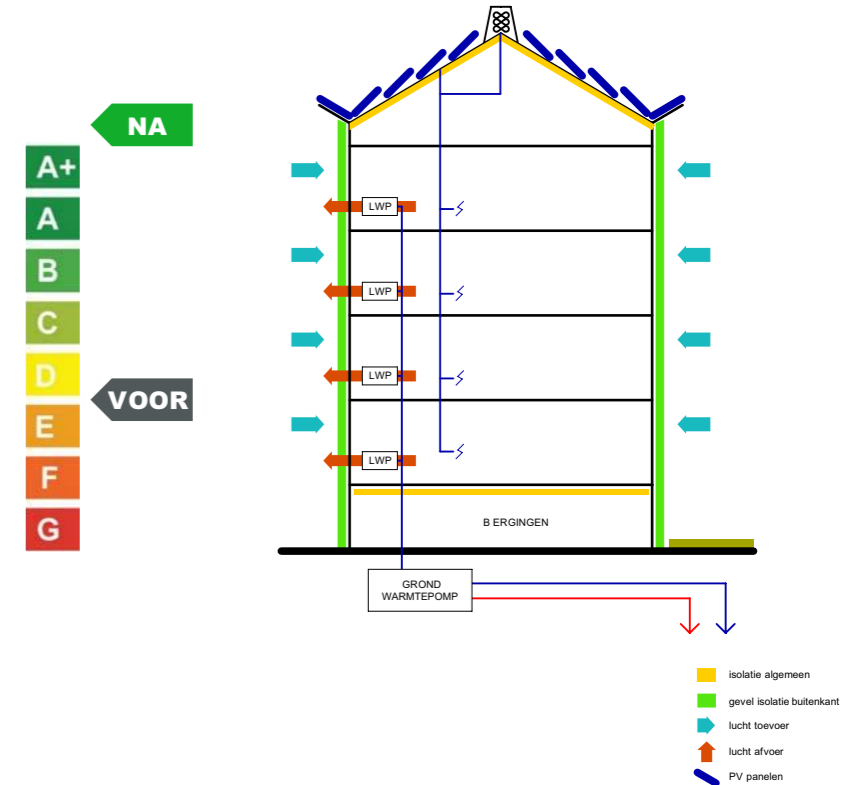 NA
A+
A
B
C
D
VOOR
E
F
G
LWP
LWP
LWP
LWP
B ERGINGEN
GROND
WARMTEPOMP
isolatie algemeen
gevel isolatie buitenkant
lucht toevoer
lucht afvoer
PV panelen